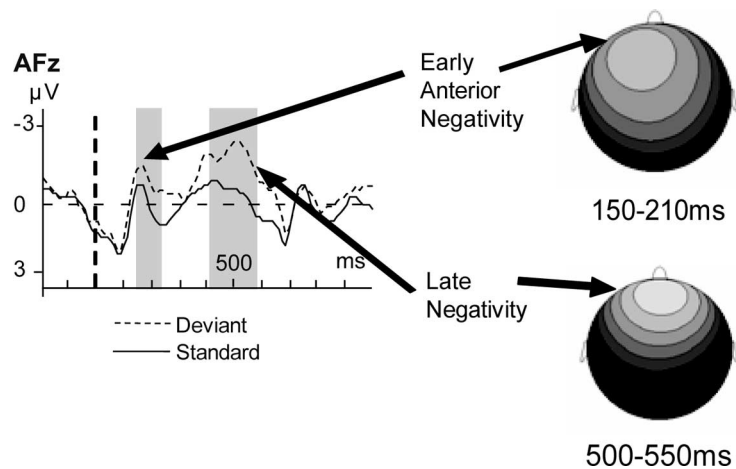 AFz
µV
-3
0
3
500
ms
Deviant
Standard
Early
Anterior
Negativity
Late
Negativity
150-210ms
500-550ms